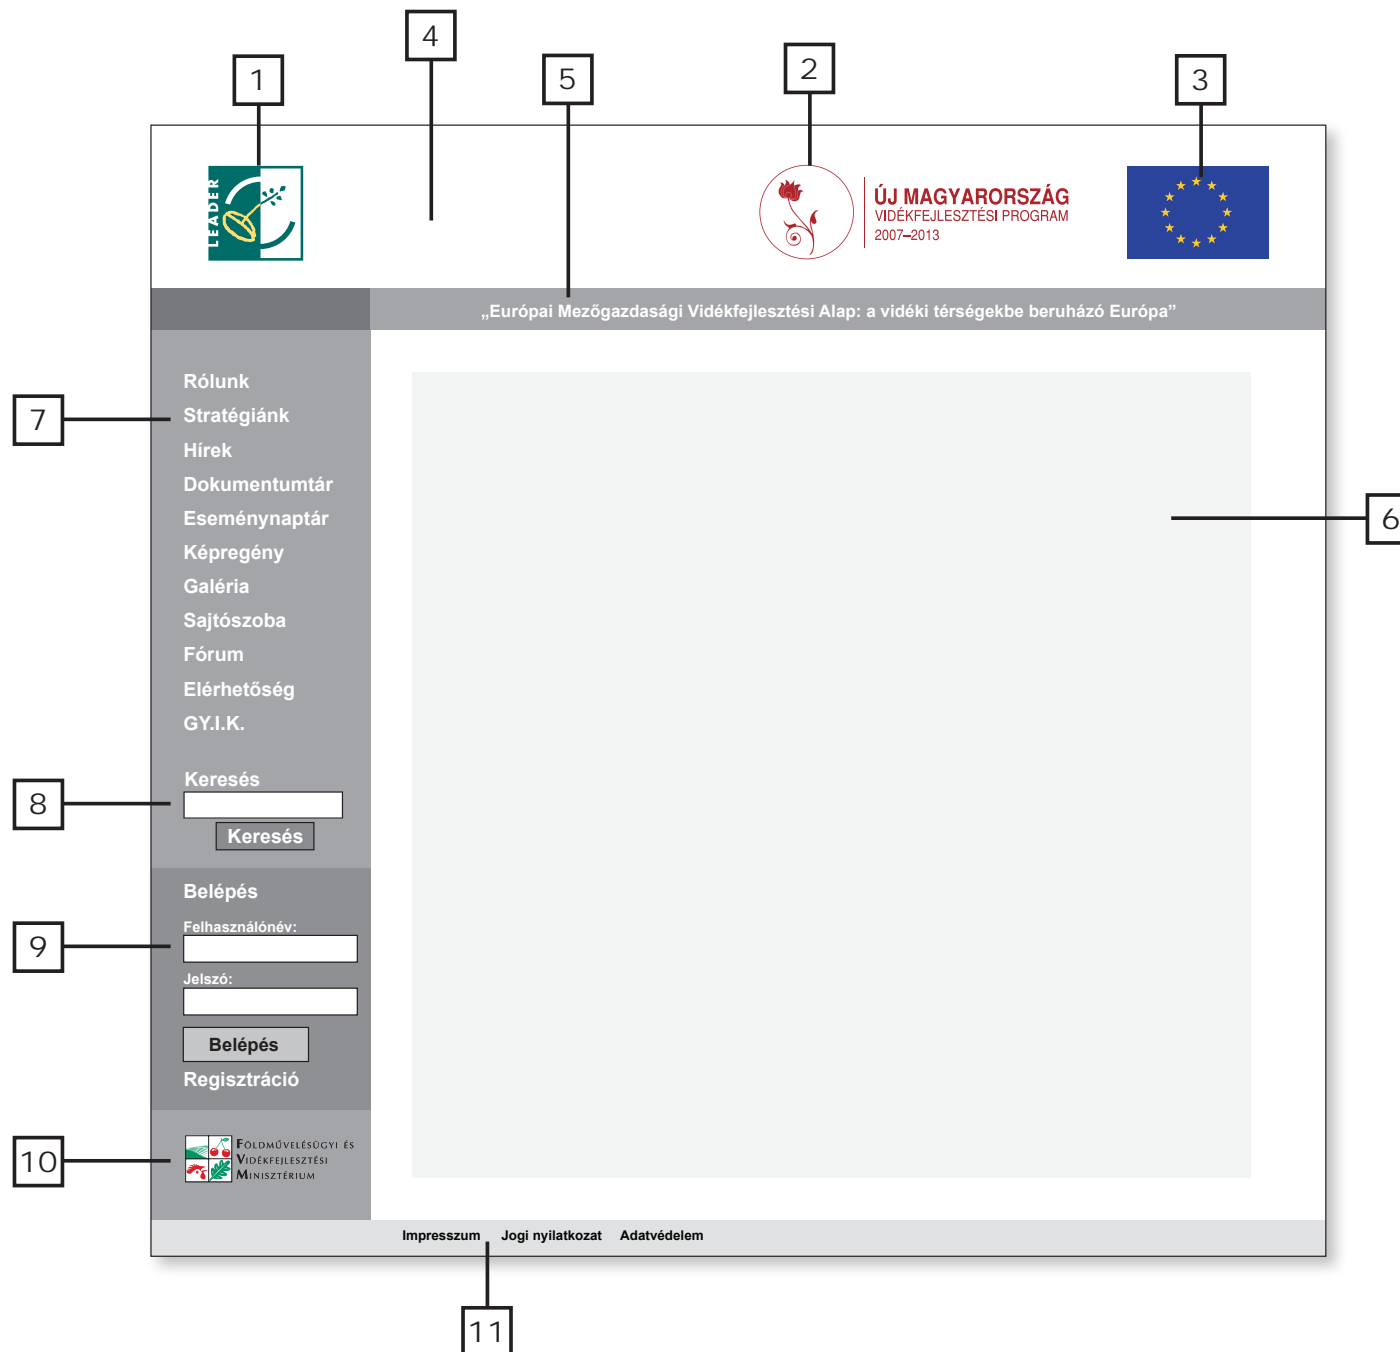 4
1
5
2
3
LEADER
ÚJ MAGYARORSZÁG
VIDÉKFEJLESZTÉSI PROGRAM
2007–2013
„Európai Mezőgazdasági Vidékfejlesztési Alap: a vidéki térségekbe beruházó Európa”
Rólunk
7
Stratégiánk
Hírek
Dokumentumtár
Eseménynaptár
6
Képregény
Galéria
Sajtószoba
Fórum
Elérhetőség
GY.I.K.
Keresés
8
Keresés
Belépés
Felhasználónév:
9
Jelszó:
Belépés
Regisztráció
10
FÖLDMŰVELÉSÜGYI ÉS
VIDÉKFEJLESZTÉSI
MINISZTÉRIUM
Impresszum Jogi nyilatkozat Adatvédelem
11